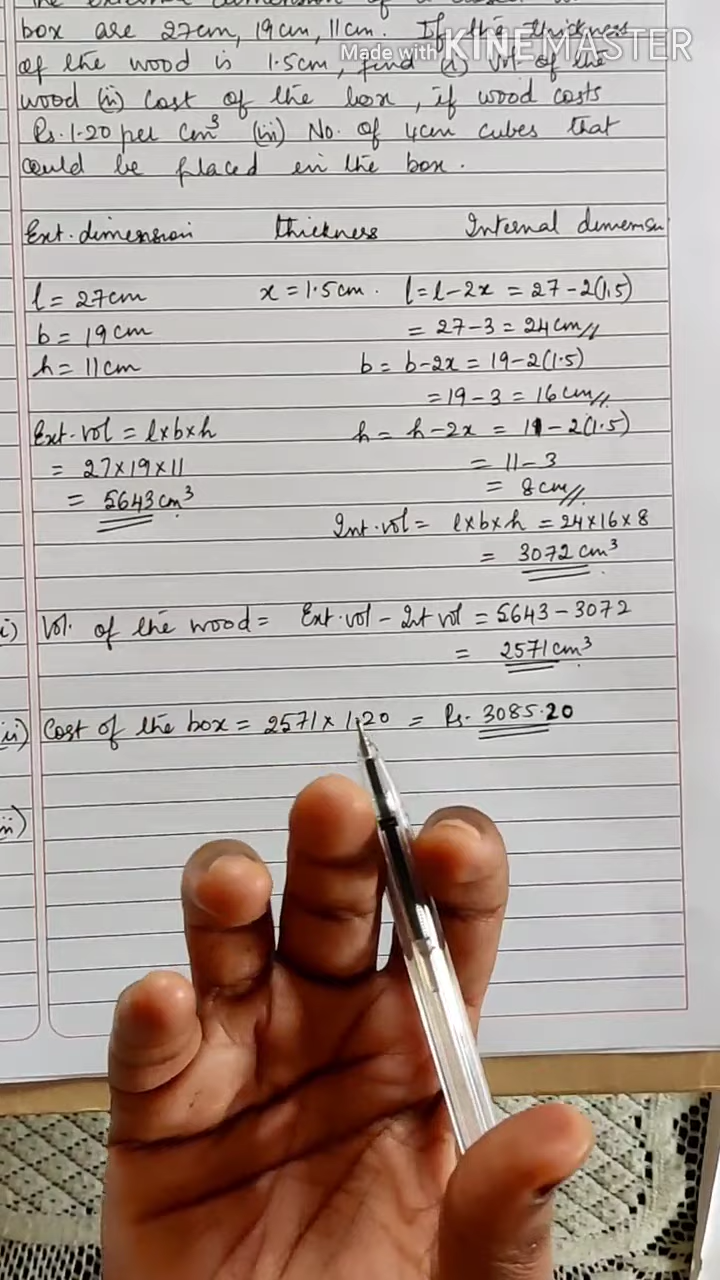 box are 27cm, 19cm, 11cm. If the thickness
of the wood is 1.5cm, find (i) Vol. of the
wood (ii) cost of the box, if wood costs
Rs.1.20 per cm³ (iii) No. of 4cm cubes that
could be placed in the box.
Made with KINEMASTER
Ext. dimension thickness Internal dimensi
l = 27cm x = 1.5cm. l = l-2x = 27-2(1.5)
b = 19cm = 27-3 = 24cm//
h = 11cm b = b-2x = 19-2(1.5)
= 19-3 = 16cm//
Ext. vol = l×b×h h = h-2x = 11-2(1.5)
= 27×19×11 = 11-3
= 5643cm³ = 8cm//
Int. vol = l×b×h = 24×16×8
= 3072 cm³
i) Vol. of the wood = Ext. vol - Int vol = 5643-3072
= 2571cm³
ii) Cost of the box = 2571×1.20 = Rs. 3085.20
iii)